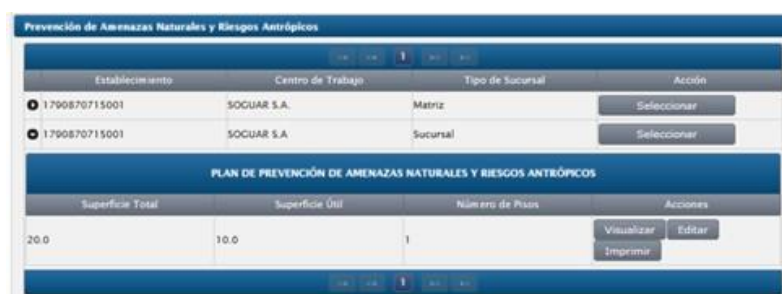 Prevención de Amenazas Naturales y Riesgos Antrópicos
1
Establecimiento Centro de Trabajo Tipo de Sucursal Acción
1790870715001 SOGUAR S.A. Matriz Seleccionar
1790870715001 SOGUAR S.A Sucursal Seleccionar
PLAN DE PREVENCIÓN DE AMENAZAS NATURALES Y RIESGOS ANTRÓPICOS
Superficie Total Superficie Útil Número de Pisos Acciones
20.0 10.0 1 Visualizar Editar
Imprimir
1